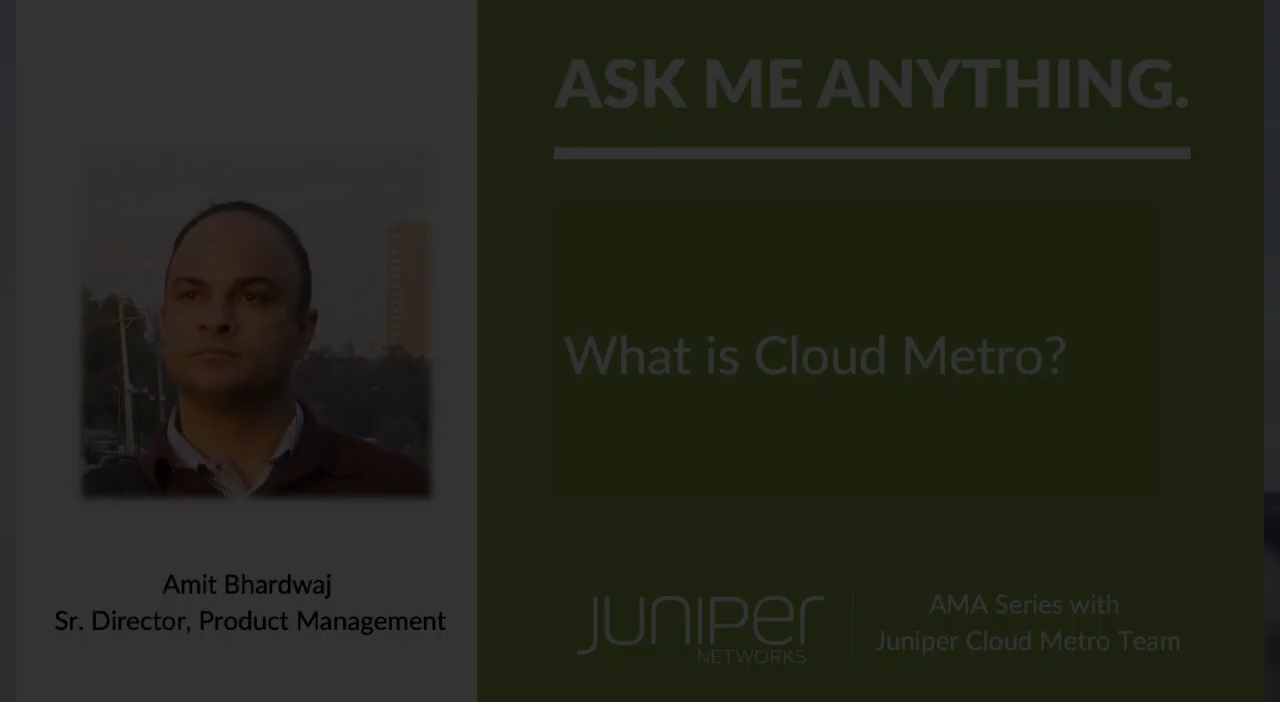 ASK ME ANYTHING.
What is Cloud Metro?
Amit Bhardwaj
Sr. Director, Product Management
JUNIPer
NETWORKS
AMA Series with
Juniper Cloud Metro Team